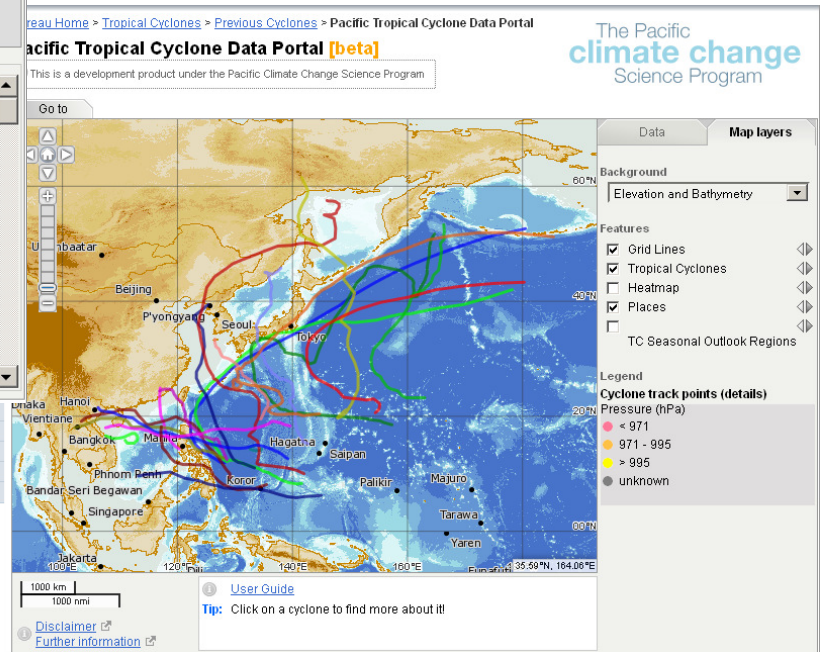 reau Home > Tropical Cyclones > Previous Cyclones > Pacific Tropical Cyclone Data Portal
acific Tropical Cyclone Data Portal [beta]
This is a development product under the Pacific Climate Change Science Program
The Pacific
climate change
Science Program
Go to
Data
Map layers
Background
Elevation and Bathymetry
Features
Grid Lines
Tropical Cyclones
Heatmap
Places
TC Seasonal Outlook Regions
Legend
Cyclone track points (details)
Pressure (hPa)
< 971
971 - 995
> 995
unknown
60°N
Beijing
40°N
P'yongyang
Seoul
Tokyo
Dhaka
Hanoi
20°N
Vientiane
Bangkok
Manila
Hagatna
Saipan
Phnom Penh
Koror
Palikir
Majuro
Bandar Seri Begawan
Singapore
Tarawa
00°N
Yaren
Jakarta
Dili
Funafuti
100°E
120°E
140°E
160°E
35.59°N, 164.06°E
1000 km
1000 nmi
User Guide
Tip: Click on a cyclone to find more about it!
Disclaimer
Further information